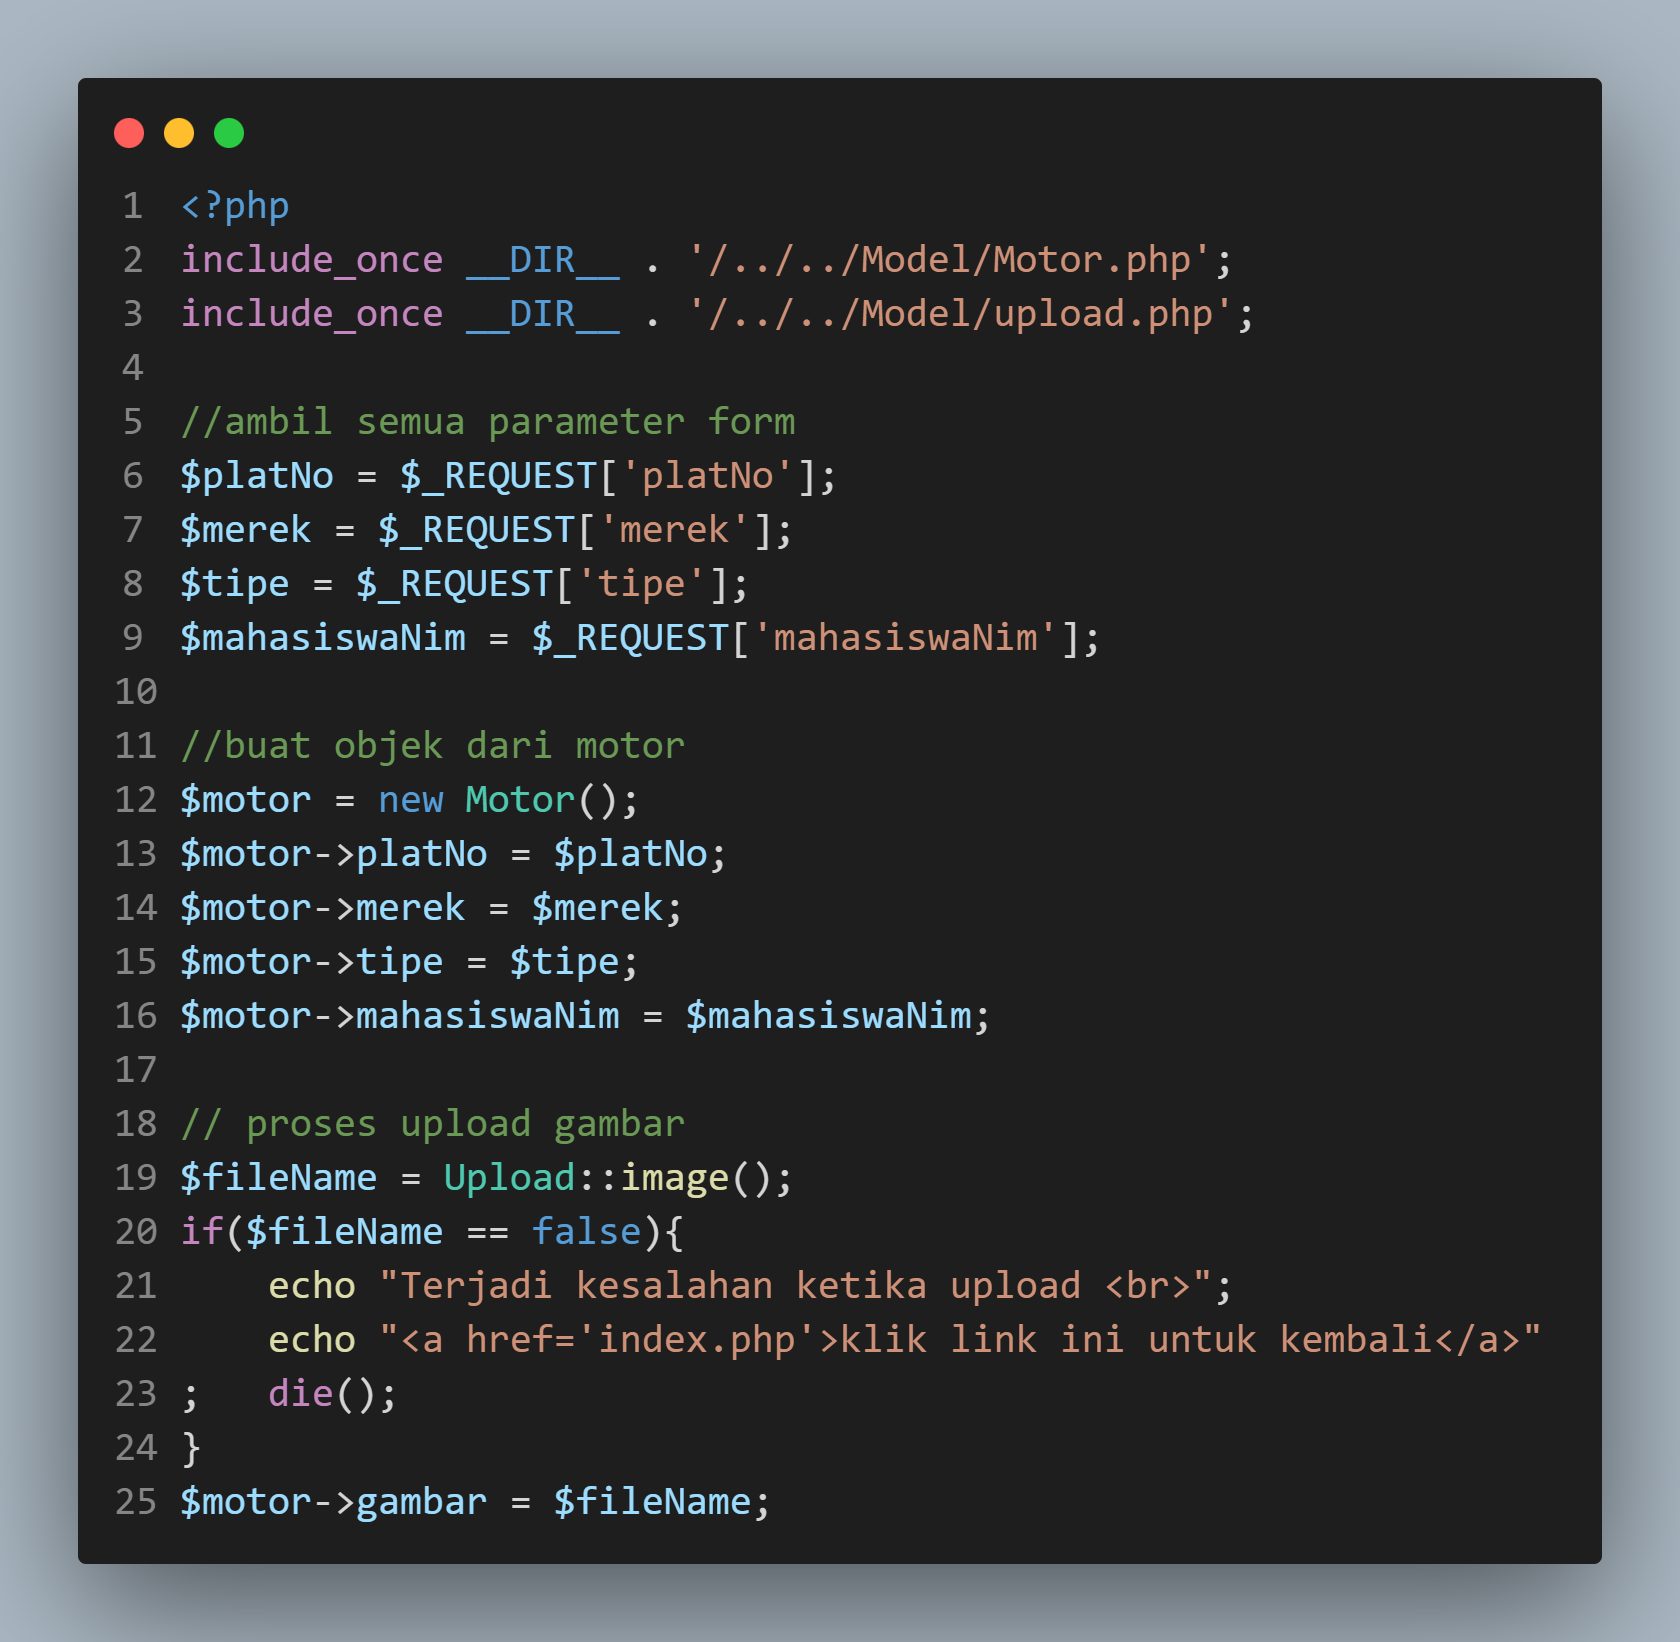 1 <?php
2 include_once __DIR__ . '/../../Model/Motor.php';
3 include_once __DIR__ . '/../../Model/upload.php';
4
5 //ambil semua parameter form
6 $platNo = $_REQUEST['platNo'];
7 $merek = $_REQUEST['merek'];
8 $tipe = $_REQUEST['tipe'];
9 $mahasiswaNim = $_REQUEST['mahasiswaNim'];
10
11 //buat objek dari motor
12 $motor = new Motor();
13 $motor->platNo = $platNo;
14 $motor->merek = $merek;
15 $motor->tipe = $tipe;
16 $motor->mahasiswaNim = $mahasiswaNim;
17
18 // proses upload gambar
19 $fileName = Upload::image();
20 if($fileName == false){
21     echo "Terjadi kesalahan ketika upload <br>";
22     echo "<a href='index.php'>klik link ini untuk kembali</a>"
23 ;   die();
24 }
25 $motor->gambar = $fileName;